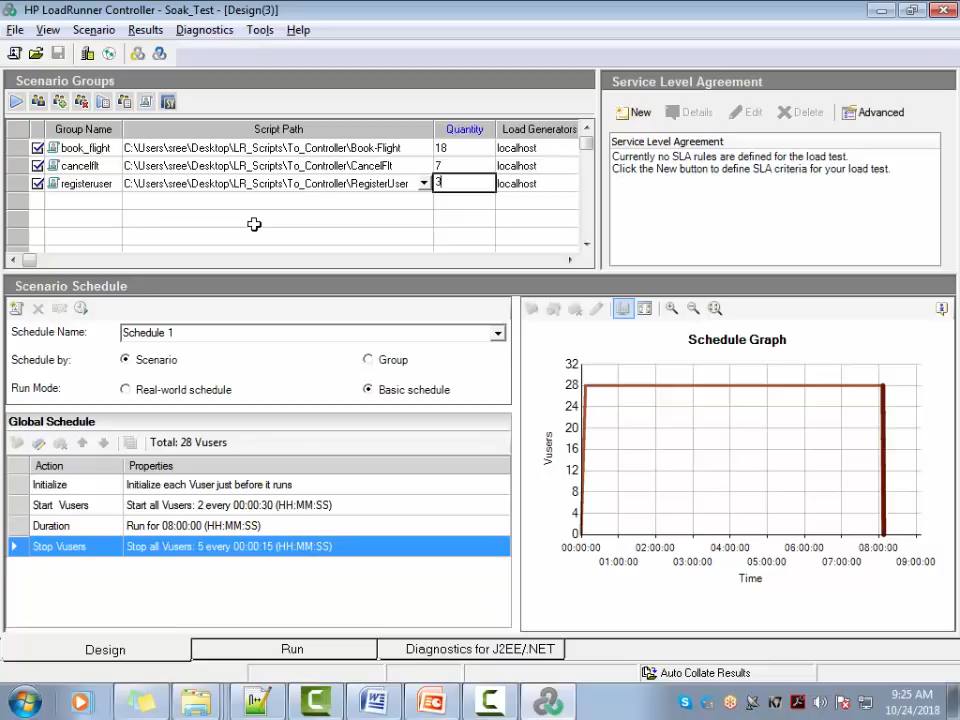 HP LoadRunner Controller - Soak_Test - [Design(3)]
File View Scenario Results Diagnostics Tools Help
Scenario Groups
Group Name Script Path Quantity Load Generators
book_flight C:\Users\sree\Desktop\LR_Scripts\To_Controller\Book-Flight 18 localhost
cancelflt C:\Users\sree\Desktop\LR_Scripts\To_Controller\CancelFlt 7 localhost
registeruser C:\Users\sree\Desktop\LR_Scripts\To_Controller\RegisterUser 3 localhost
Service Level Agreement
New Details Edit Delete Advanced
Service Level Agreement
Currently no SLA rules are defined for the load test.
Click the New button to define SLA criteria for your load test.
Scenario Schedule
Schedule Name: Schedule 1
Schedule by: Scenario Group
Run Mode: Real-world schedule Basic schedule
Global Schedule
Total: 28 Vusers
Action Properties
Initialize Initialize each Vuser just before it runs
Start Vusers Start all Vusers: 2 every 00:00:30 (HH:MM:SS)
Duration Run for 08:00:00 (HH:MM:SS)
Stop Vusers Stop all Vusers: 5 every 00:00:15 (HH:MM:SS)
Schedule Graph
32
28
24
20
16
12
8
4
0
Vusers
00:00:00 02:00:00 04:00:00 06:00:00 08:00:00
01:00:00 03:00:00 05:00:00 07:00:00 09:00:00
Time
Design Run Diagnostics for J2EE/.NET
Auto Collate Results
9:25 AM
10/24/2018